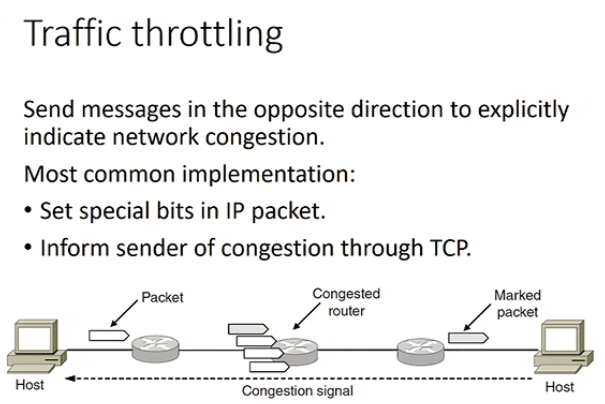 Traffic throttling
Send messages in the opposite direction to explicitly
indicate network congestion.
Most common implementation:
• Set special bits in IP packet.
• Inform sender of congestion through TCP.
Packet
Congested
router
Marked
packet
Host
Congestion signal
Host